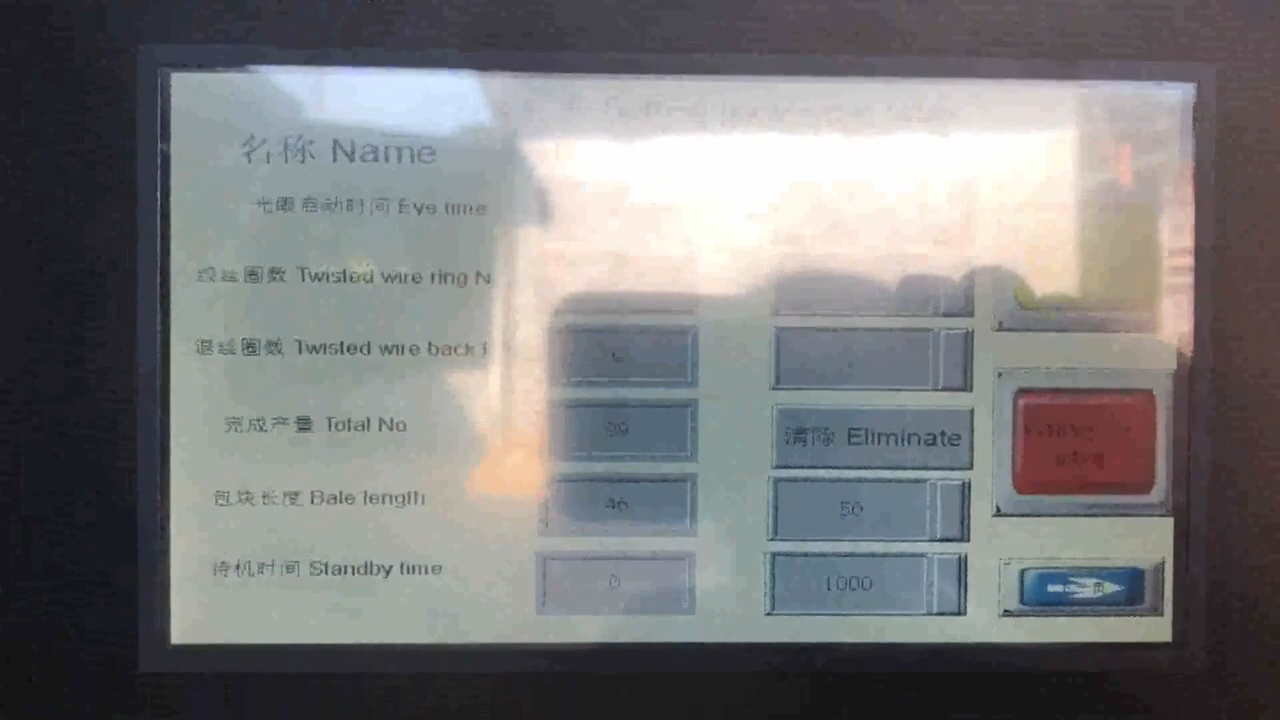 名称 Name
光眼启动时间 Eye time
绞丝圈数 Twisted wire ring N
退丝圈数 Twisted wire back
完成产量 Total No
99
清除 Eliminate
包块长度 Bale length
46
50
待机时间 Standby time
0
1000